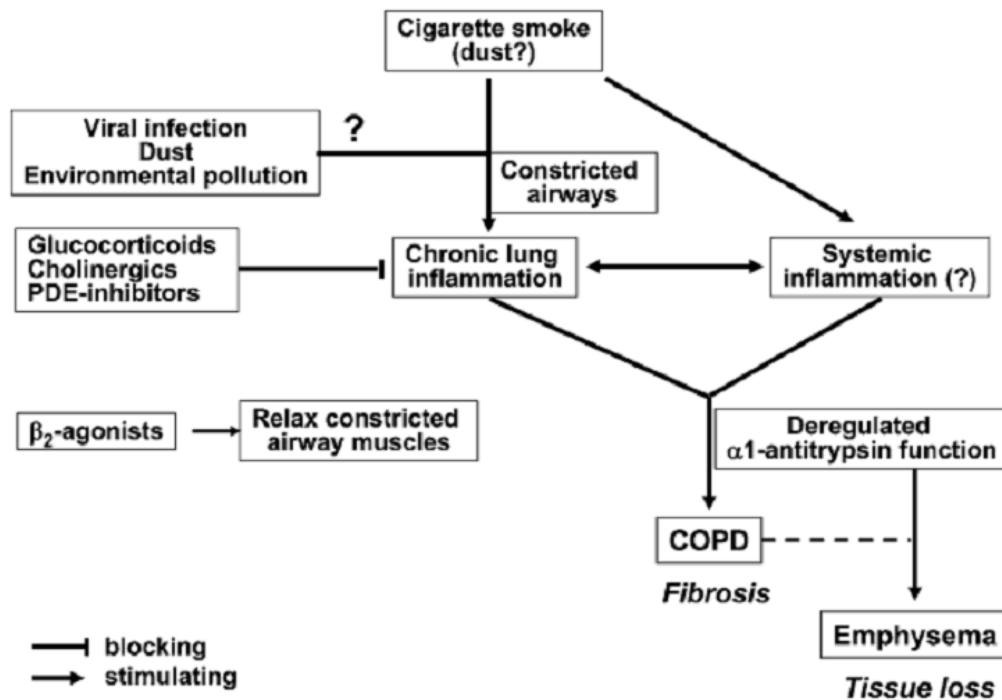 Cigarette smoke
(dust?)
Viral infection
Dust
Environmental pollution
?
Constricted
airways
Glucocorticoids
Cholinergics
PDE-inhibitors
Chronic lung
inflammation
Systemic
inflammation (?)
β2-agonists
Relax constricted
airway muscles
Deregulated
α1-antitrypsin function
COPD
Fibrosis
Emphysema
Tissue loss
blocking
stimulating